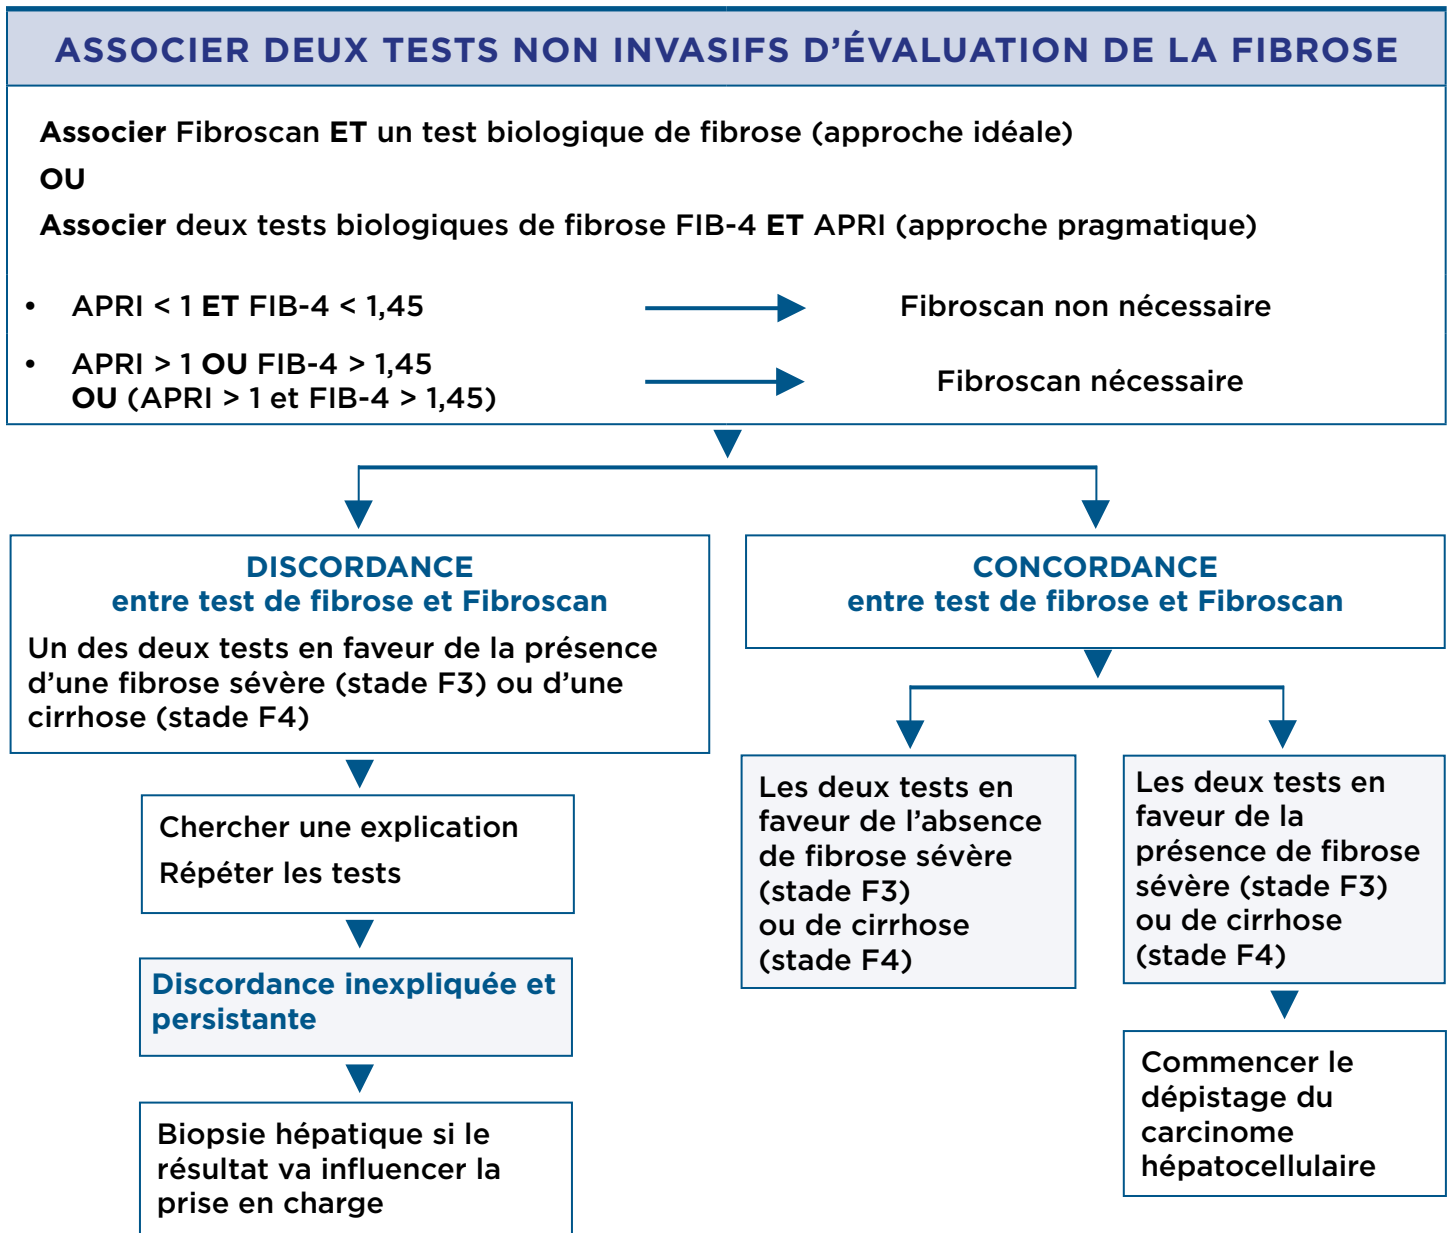 ASSOCIER DEUX TESTS NON INVASIFS D’ÉVALUATION DE LA FIBROSE
Associer Fibroscan ET un test biologique de fibrose (approche idéale)
OU
Associer deux tests biologiques de fibrose FIB-4 ET APRI (approche pragmatique)
• APRI < 1 ET FIB-4 < 1,45
Fibroscan non nécessaire
• APRI > 1 OU FIB-4 > 1,45
OU (APRI > 1 et FIB-4 > 1,45)
Fibroscan nécessaire
DISCORDANCE
entre test de fibrose et Fibroscan
Un des deux tests en faveur de la présence
d’une fibrose sévère (stade F3) ou d’une
cirrhose (stade F4)
Chercher une explication
Répéter les tests
Discordance inexpliquée et
persistante
Biopsie hépatique si le
résultat va influencer la
prise en charge
CONCORDANCE
entre test de fibrose et Fibroscan
Les deux tests en
faveur de l’absence
de fibrose sévère
(stade F3)
ou de cirrhose
(stade F4)
Les deux tests en
faveur de la
présence de fibrose
sévère (stade F3)
ou de cirrhose
(stade F4)
Commencer le
dépistage du
carcinome
hépatocellulaire